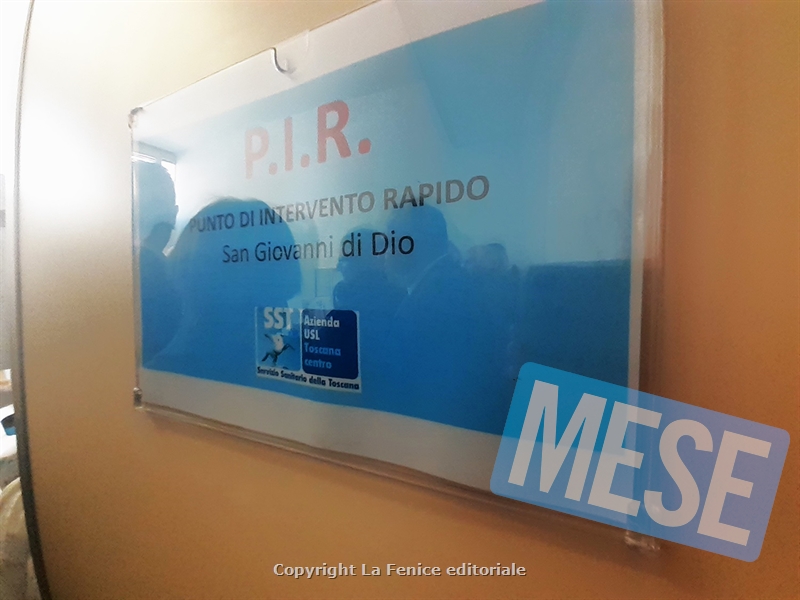 P.I.R.
PUNTO DI INTERVENTO RAPIDO
San Giovanni di Dio
SST
Azienda
USL
Toscana
centro
Servizio Sanitario della Toscana
MESE
Copyright La Fenice editoriale